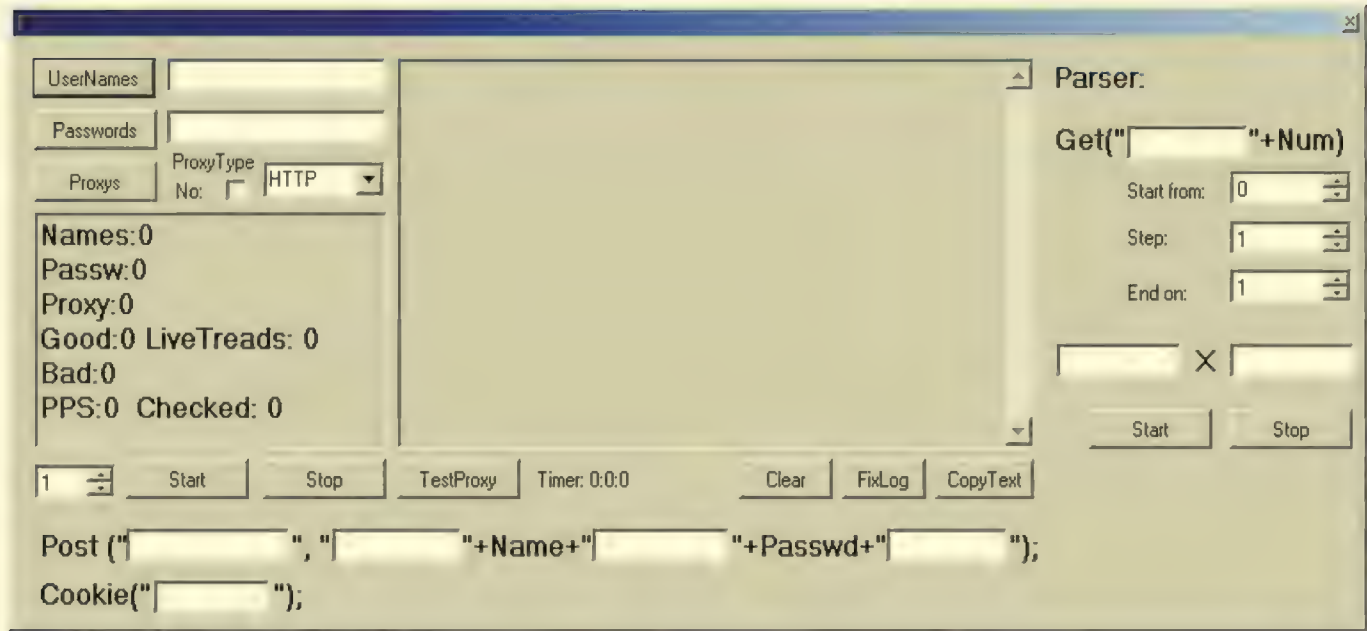 UserNames
Passwords
Proxys
ProxyType
No:
HTTP
Names:0
Passw:0
Proxy:0
Good:0 LiveTreads: 0
Bad:0
PPS:0 Checked: 0
1
Start
Stop
TestProxy
Timer: 0:0:0
Clear
FixLog
CopyText
Post (" ", " "+Name+" "+Passwd+" ");
Cookie(" ");
Parser:
Get(" "+Num)
Start from: 0
Step: 1
End on: 1
X
Start
Stop